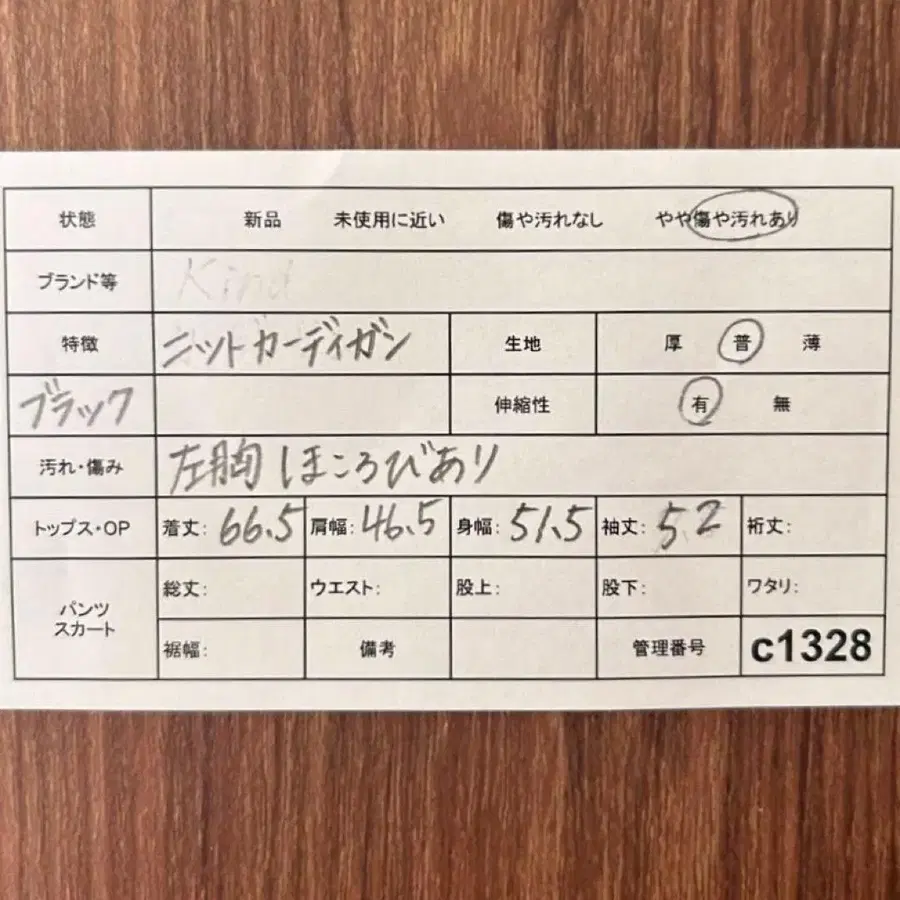 状態 新品 未使用に近い 傷や汚れなし やや傷や汚れあり
ブランド等 Kind
特徴 ニットカーディガン 生地 厚 普 薄
ブラック 伸縮性 有 無
汚れ・傷み 左胸 ほころびあり
トップス・OP 着丈: 66.5 肩幅: 46.5 身幅: 51.5 袖丈: 52 裄丈:
パンツ
スカート
総丈: ウエスト: 股上: 股下: ワタリ:
裾幅: 備考 管理番号 c1328